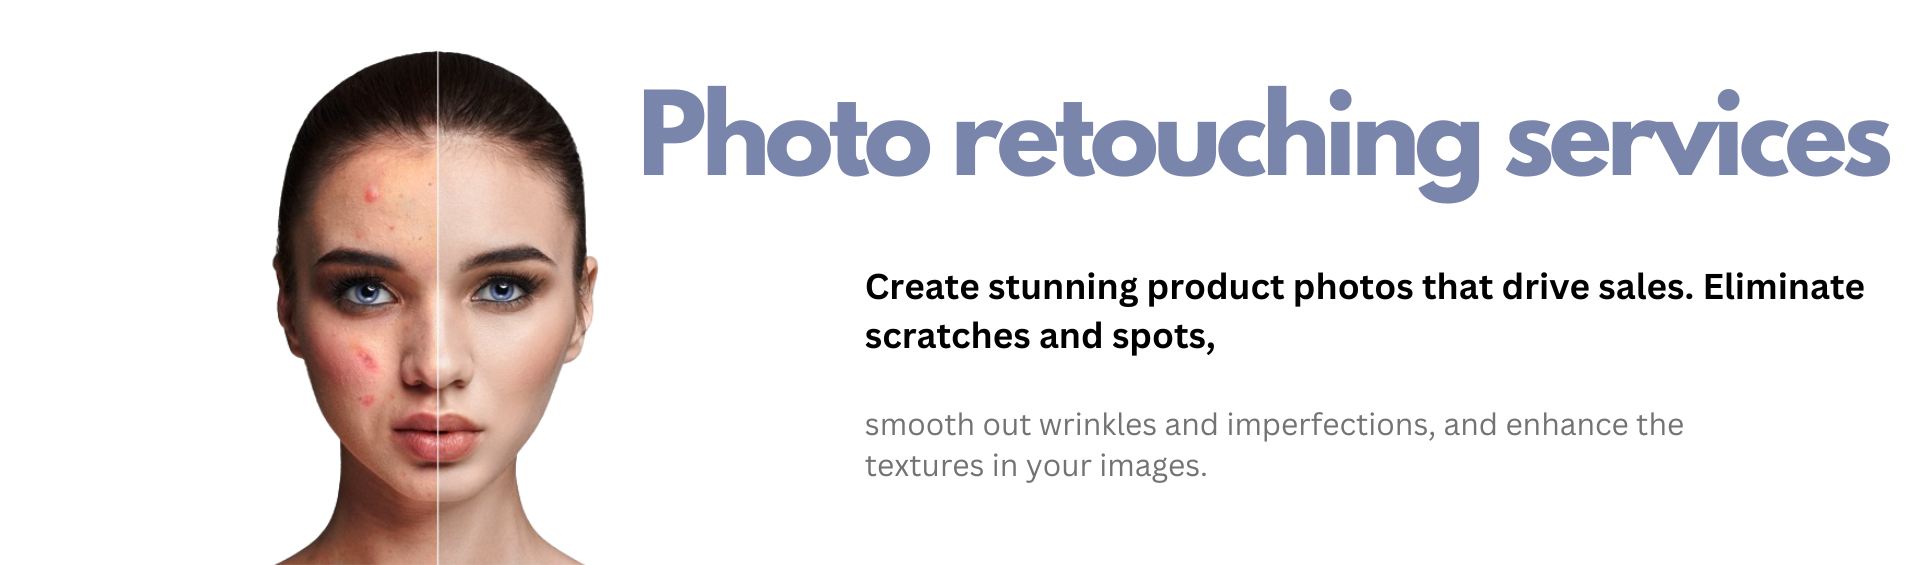 Photo retouching services
Create stunning product photos that drive sales. Eliminate
scratches and spots,
smooth out wrinkles and imperfections, and enhance the
textures in your images.